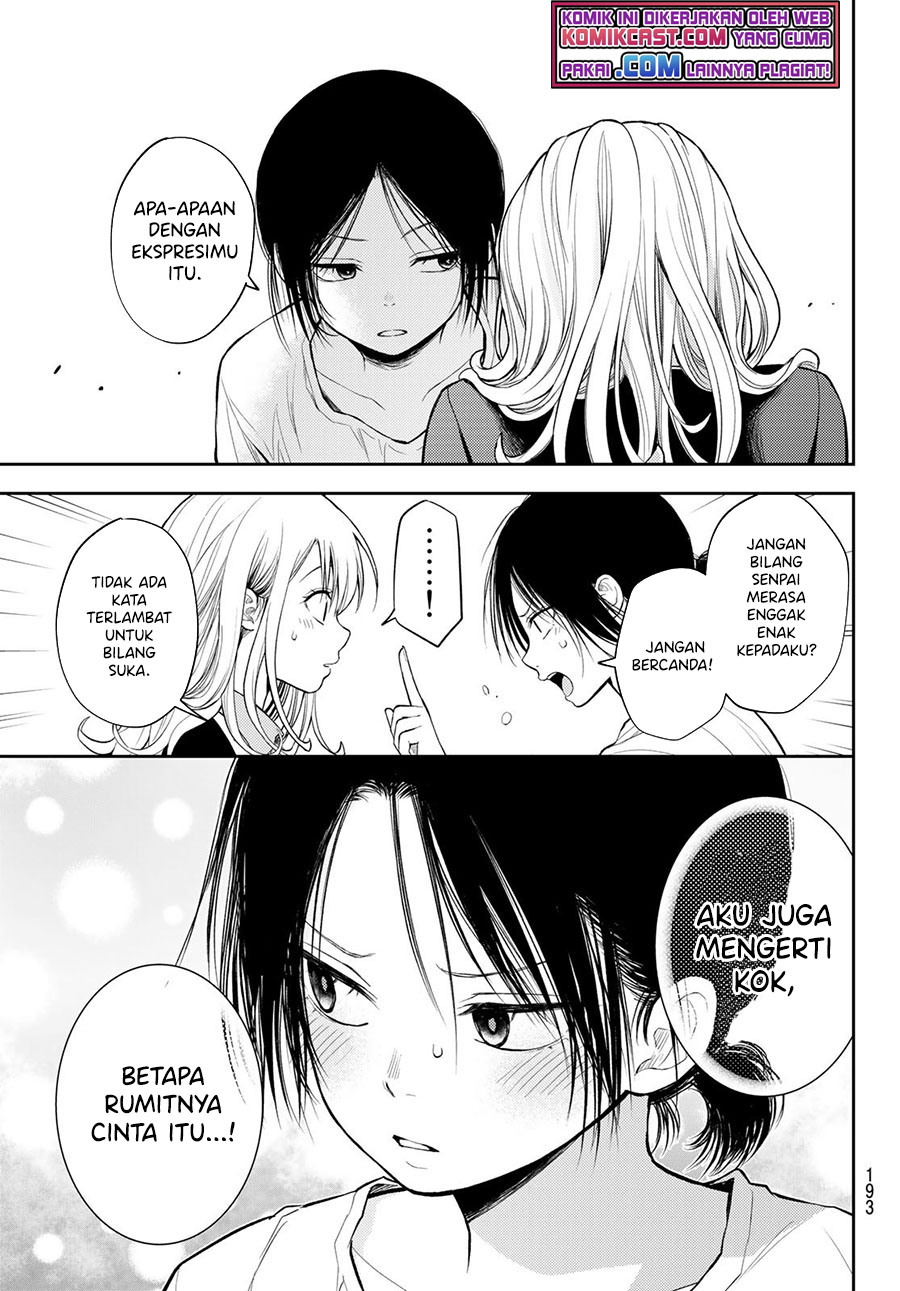 KOMIK INI DIKERJAKAN OLEH WEB
KOMIKCAST.COM YANG CUMA
PAKAI .COM LAINNYA PLAGIAT!
APA-APAAN
DENGAN
EKSPRESIMU
ITU.
JANGAN
BILANG
SENPAI
MERASA
ENGGAK
ENAK
KEPADAKU?
JANGAN
BERCANDA!
.......!
TIDAK ADA
KATA
TERLAMBAT
UNTUK
BILANG
SUKA.
AKU JUGA
MENGERTI
KOK,
BETAPA
RUMITNYA
CINTA ITU...!
193